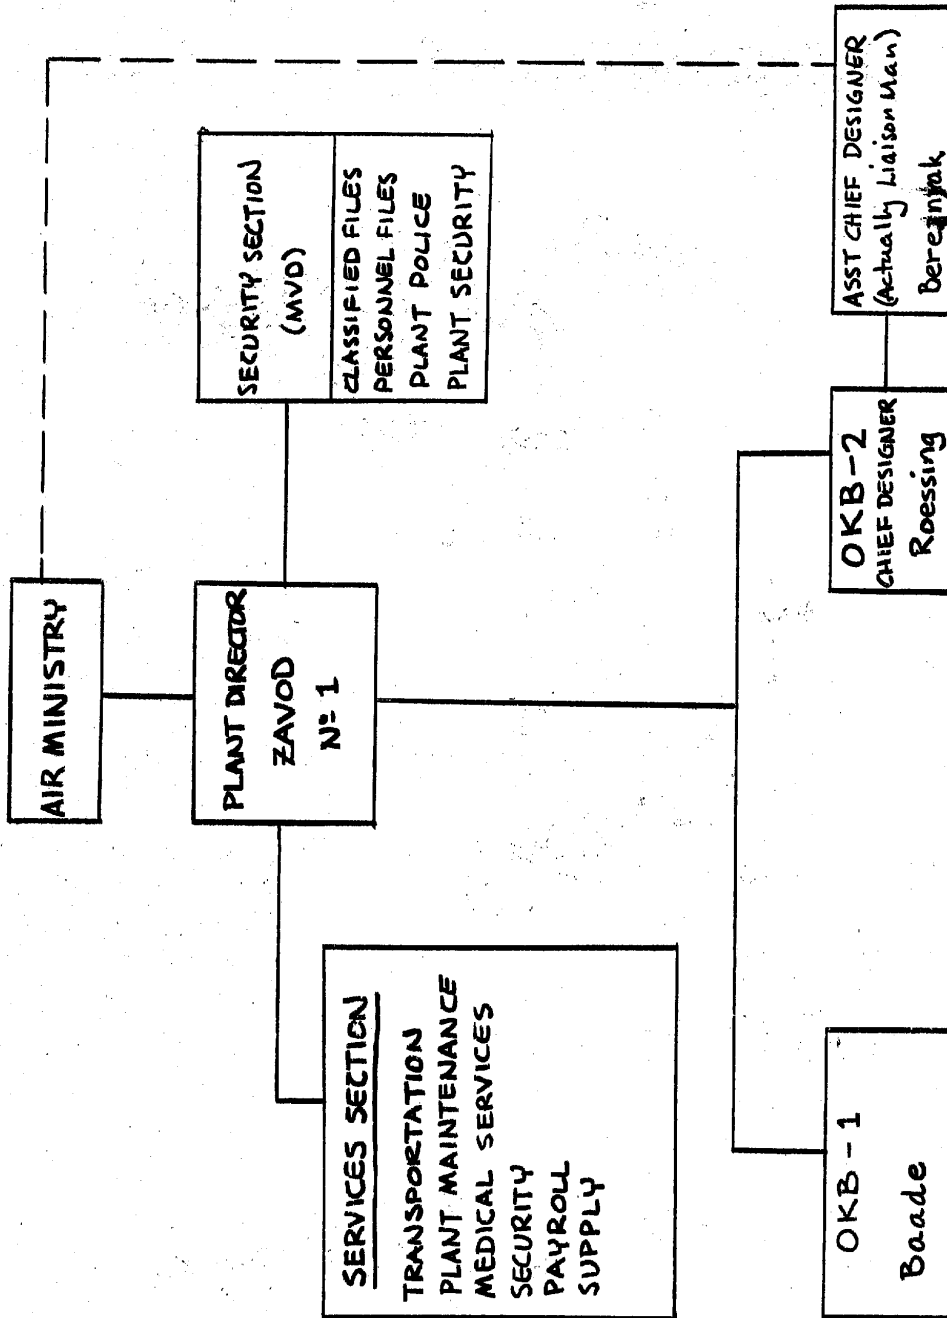 AIR MINISTRY
PLANT DIRECTOR
ZAVOD
Nº 1
SECURITY SECTION
(MVD)
CLASSIFIED FILES
PERSONNEL FILES
PLANT POLICE
PLANT SECURITY
SERVICES SECTION
TRANSPORTATION
PLANT MAINTENANCE
MEDICAL SERVICES
SECURITY
PAYROLL
SUPPLY
OKB-1
Baade
OKB-2
CHIEF DESIGNER
Roessing
ASST CHIEF DESIGNER
(Actually Liaison Man)